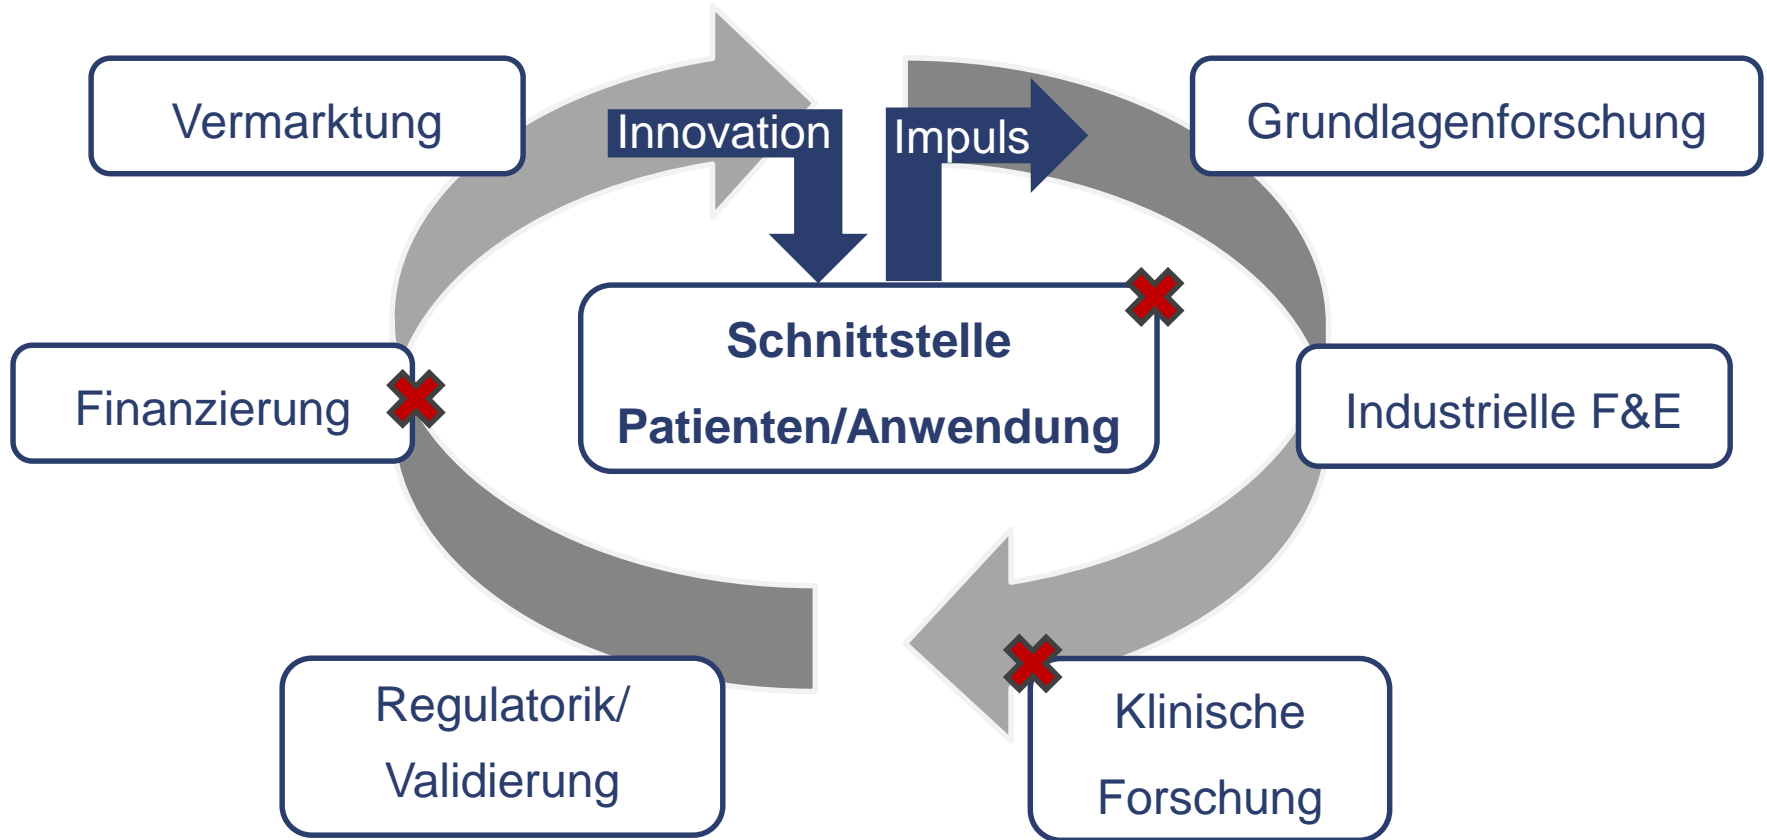 Vermarktung
Innovation
Impuls
Grundlagenforschung
Schnittstelle
Patienten/Anwendung
Finanzierung
Industrielle F&E
Regulatorik/
Validierung
Klinische
Forschung